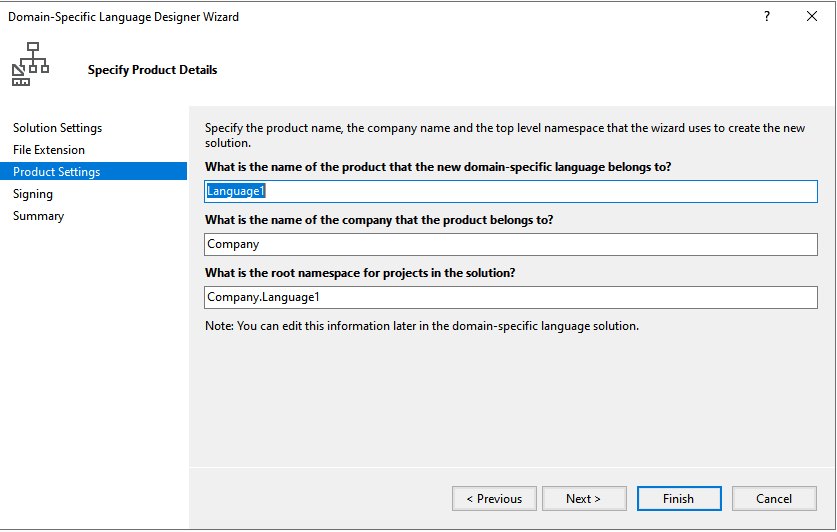 Domain-Specific Language Designer Wizard
?
Specify Product Details
Solution Settings
File Extension
Product Settings
Signing
Summary
Specify the product name, the company name and the top level namespace that the wizard uses to create the new
solution.
What is the name of the product that the new domain-specific language belongs to?
Language1
What is the name of the company that the product belongs to?
Company
What is the root namespace for projects in the solution?
Company.Language1
Note: You can edit this information later in the domain-specific language solution.
< Previous
Next >
Finish
Cancel